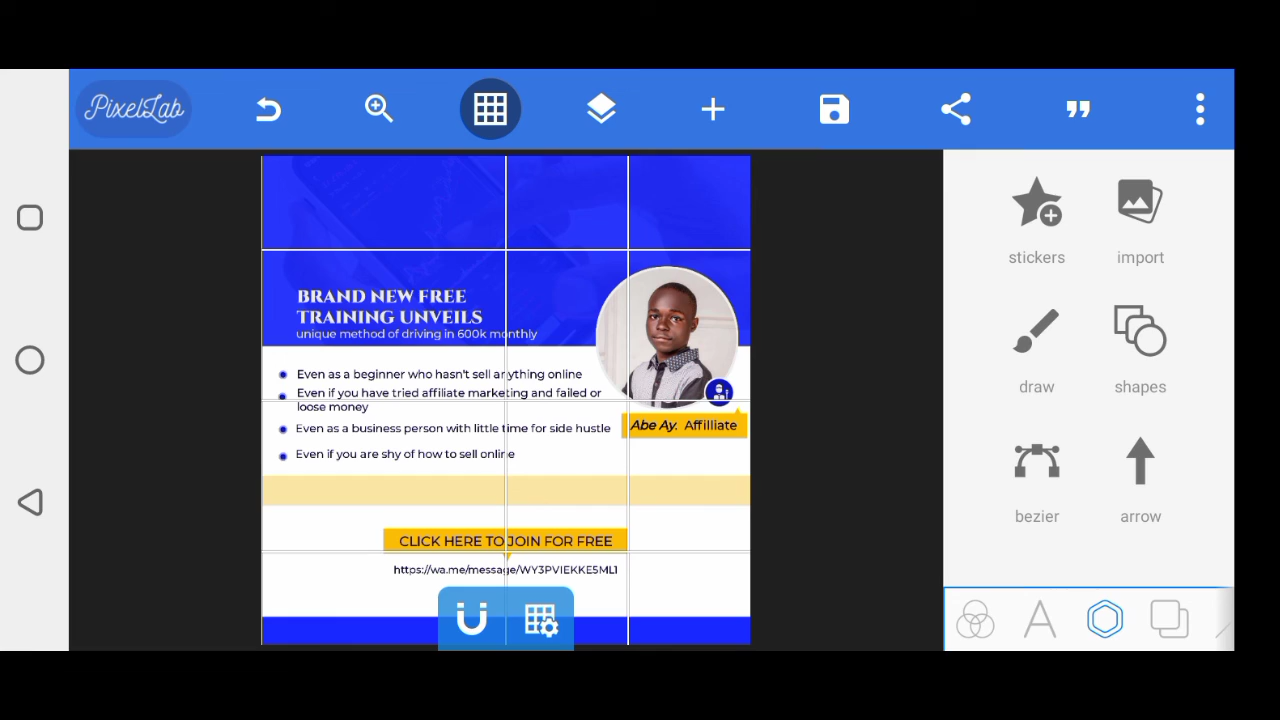 PixelLab
BRAND NEW FREE
TRAINING UNVEILS
unique method of driving in 600k monthly
Even as a beginner who hasn't sell anything online
Even if you have tried affiliate marketing and failed or
loose money
Even as a business person with little time for side hustle
Even if you are shy of how to sell online
Abe Ay. Affilliate
CLICK HERE TO JOIN FOR FREE
https://wa.me/message/WY3PVIEKKE5ML1
stickers
import
draw
shapes
bezier
arrow